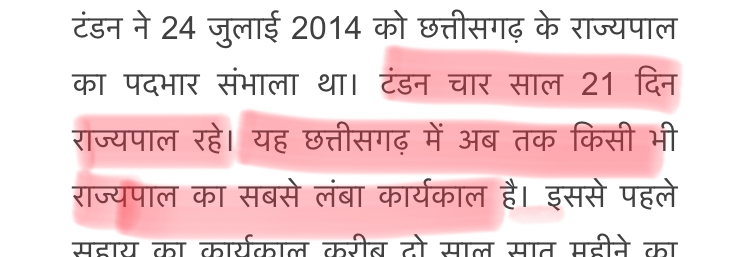 टंडन ने 24 जुलाई 2014 को छत्तीसगढ़ के राज्यपाल
का पदभार संभाला था। टंडन चार साल 21 दिन
राज्यपाल रहे। यह छत्तीसगढ़ में अब तक किसी भी
राज्यपाल का सबसे लंबा कार्यकाल है। इससे पहले
सहाय का कार्यकाल करीब दो साल सात महीने का